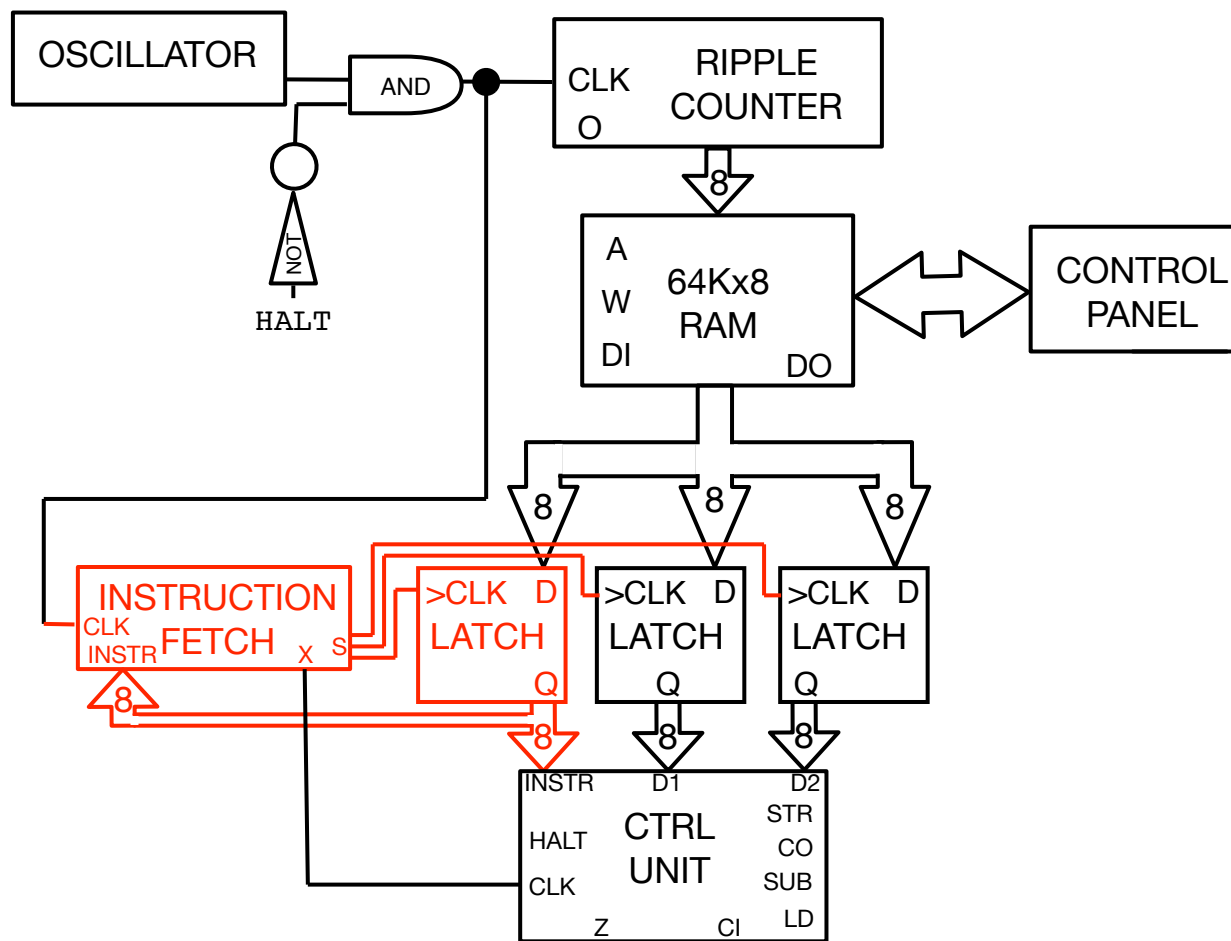 OSCILLATOR
AND
NOT
HALT
CLK
RIPPLE
COUNTER
O
8
A
W
DI
64Kx8
RAM
DO
CONTROL
PANEL
8
8
8
INSTRUCTION
FETCH
CLK
INSTR
X
S
8
>CLK D
LATCH
Q
8
>CLK D
LATCH
Q
8
>CLK D
LATCH
Q
8
INSTR
D1
D2
HALT
CLK
CTRL
UNIT
STR
CO
SUB
LD
Z
CI